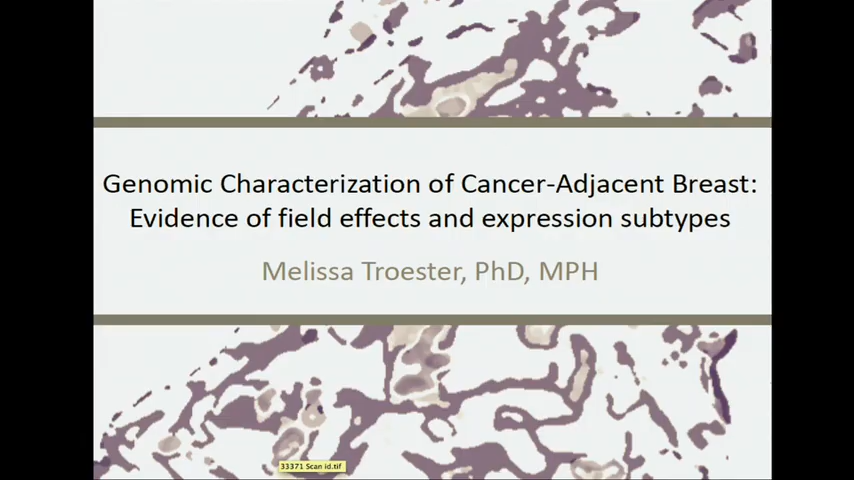 Genomic Characterization of Cancer-Adjacent Breast:
Evidence of field effects and expression subtypes
Melissa Troester, PhD, MPH
33371 Scan id.tif